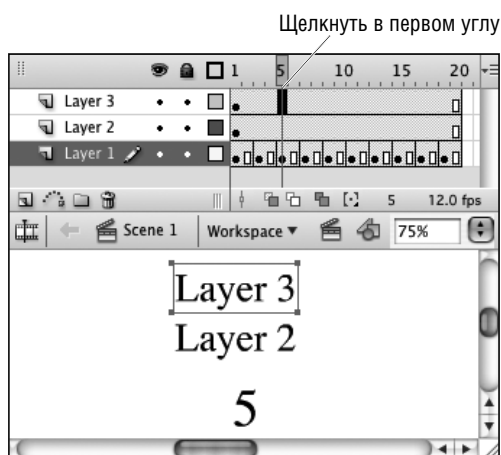 Щелкнуть в первом углу
1 5 10 15 20
Layer 3
Layer 2
Layer 1
5 12.0 fps
Scene 1 Workspace 75%
Layer 3
Layer 2
5